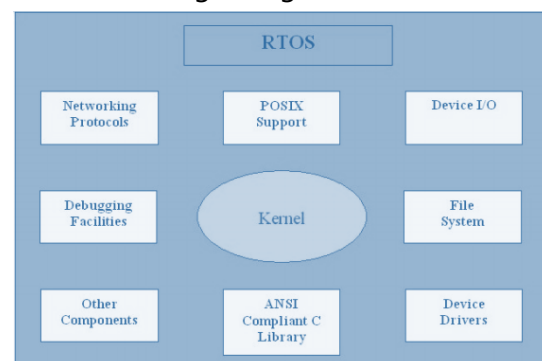 RTOS
Networking
Protocols
POSIX
Support
Device I/O
Debugging
Facilities
Kernel
File
System
Other
Components
ANSI
Compliant C
Library
Device
Drivers